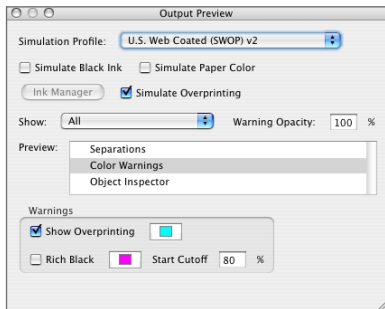 Output Preview
Simulation Profile: U.S. Web Coated (SWOP) v2
Simulate Black Ink Simulate Paper Color
Ink Manager Simulate Overprinting
Show: All Warning Opacity: 100 %
Preview: Separations
Color Warnings
Object Inspector
Warnings
Show Overprinting
Rich Black Start Cutoff 80 %